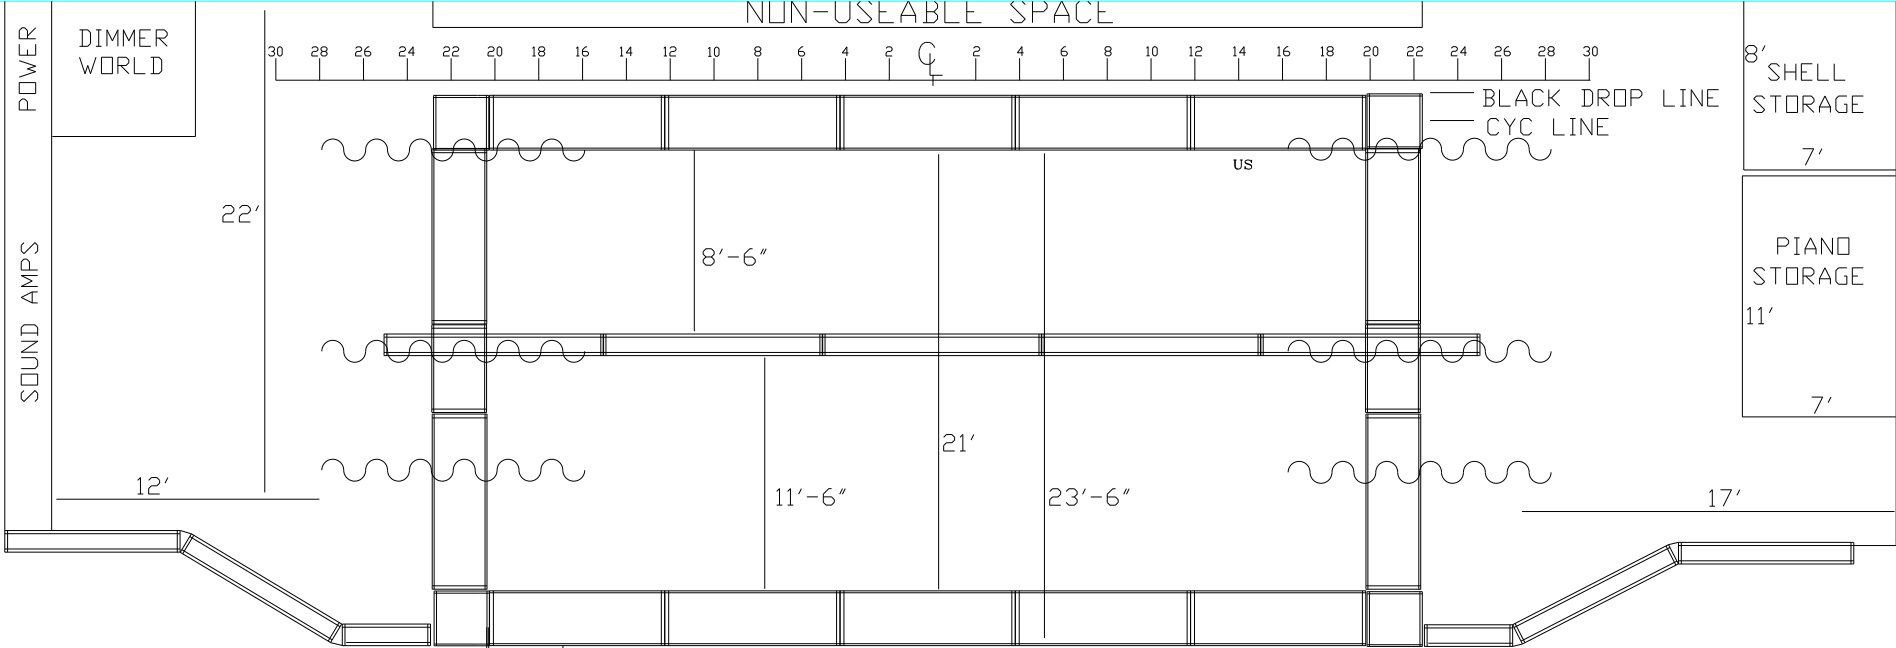 NON-USEABLE SPACE
POWER
DIMMER
WORLD
30 28 26 24 22 20 18 16 14 12 10 8 6 4 2 CL 2 4 6 8 10 12 14 16 18 20 22 24 26 28 30
8'
SHELL
STORAGE
BLACK DROP LINE
CYC LINE
7'
US
22'
SOUND AMPS
8'-6"
PIANO
STORAGE
11'
7'
21'
12'
11'-6"
23'-6"
17'